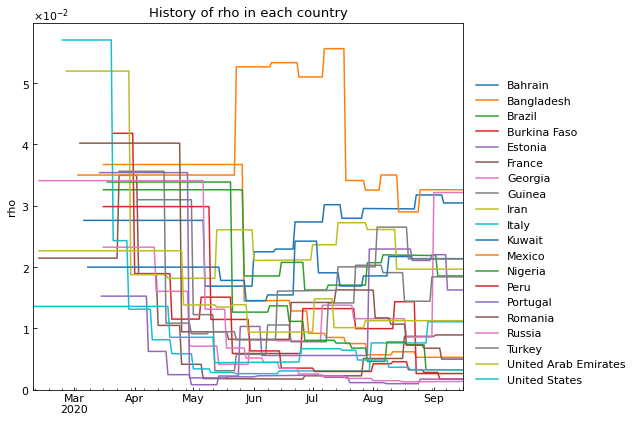 History of rho in each country
×10⁻²
5
4
3
2
1
0
rho
Mar Apr May Jun Jul Aug Sep
2020
Bahrain
Bangladesh
Brazil
Burkina Faso
Estonia
France
Georgia
Guinea
Iran
Italy
Kuwait
Mexico
Nigeria
Peru
Portugal
Romania
Russia
Turkey
United Arab Emirates
United States